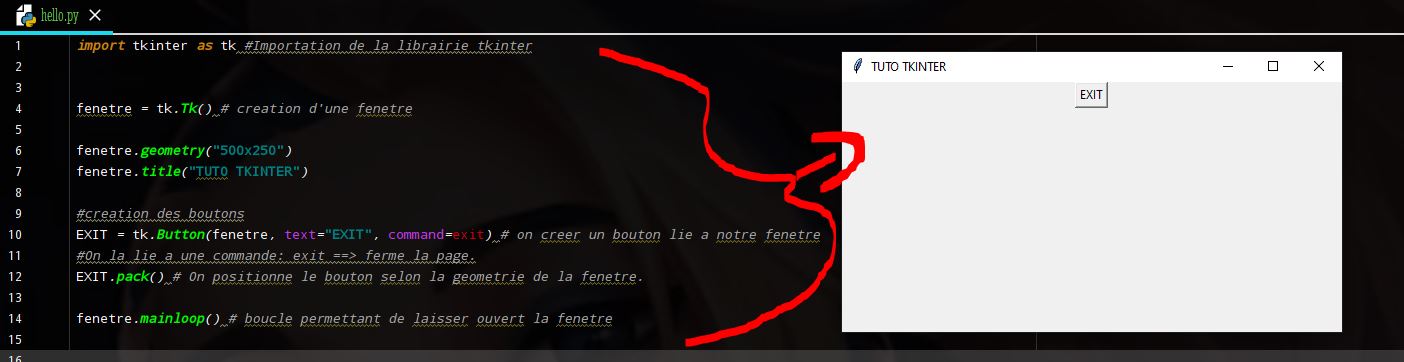 hello.py
1 import tkinter as tk #Importation de la librairie tkinter
2
3
4 fenetre = tk.Tk() # creation d'une fenetre
5
6 fenetre.geometry("500x250")
7 fenetre.title("TUTO TKINTER")
8
9 #creation des boutons
10 EXIT = tk.Button(fenetre, text="EXIT", command=exit) # on creer un bouton lie a notre fenetre
11 #On la lie a une commande: exit ==> ferme la page.
12 EXIT.pack() # On positionne le bouton selon la geometrie de la fenetre.
13
14 fenetre.mainloop() # boucle permettant de laisser ouvert la fenetre
15
16
TUTO TKINTER
EXIT